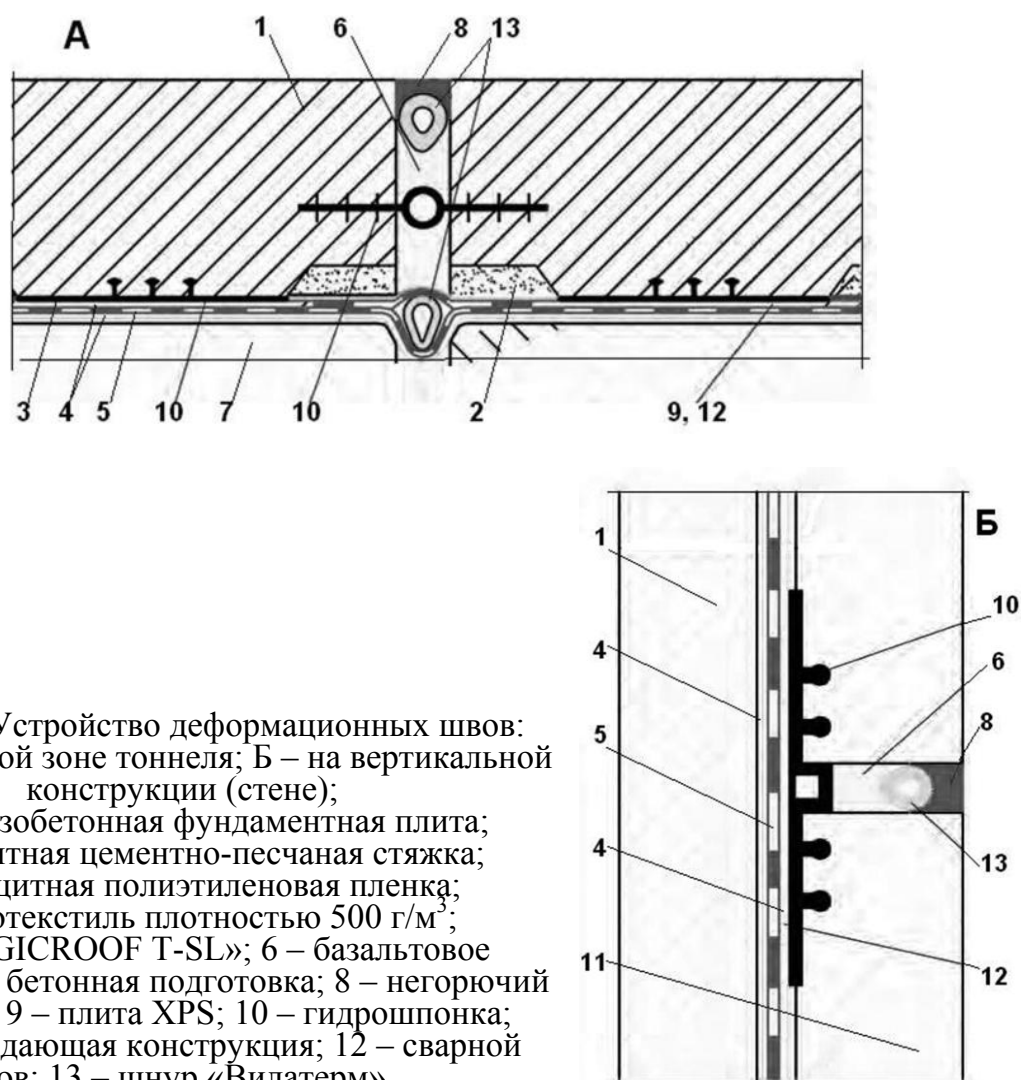 А 1 6 8 13
3 4 5 10 7 10 2 9, 12
Б
1
10
4
6
5
8
4
13
11
12
Устройство деформационных швов:
ой зоне тоннеля; Б – на вертикальной
конструкции (стене);
зобетонная фундаментная плита;
итная цементно-песчаная стяжка;
щитная полиэтиленовая пленка;
отекстиль плотностью 500 г/м³;
GICROOF T-SL»; 6 – базальтовое
бетонная подготовка; 8 – негорючий
9 – плита XPS; 10 – гидрошпонка;
дающая конструкция; 12 – сварной
ов; 13 – шнур «Вилатерм»